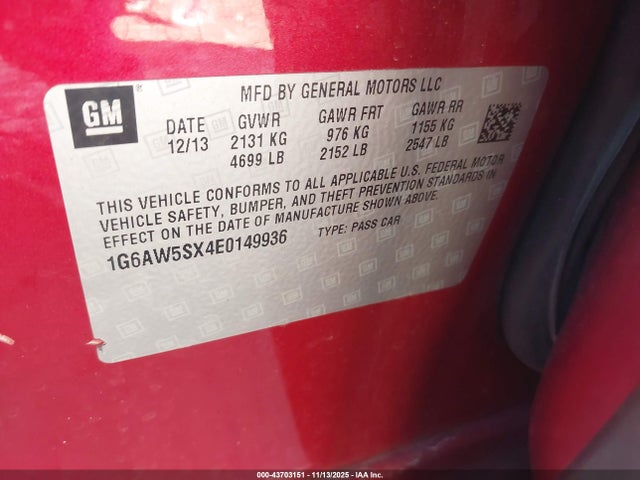 GM
MFD BY GENERAL MOTORS LLC
DATE GVWR GAWR FRT GAWR RR
12/13 2131 KG 976 KG 1155 KG
4699 LB 2152 LB 2547 LB
THIS VEHICLE CONFORMS TO ALL APPLICABLE U.S. FEDERAL MOTOR
VEHICLE SAFETY, BUMPER, AND THEFT PREVENTION STANDARDS IN
EFFECT ON THE DATE OF MANUFACTURE SHOWN ABOVE.
1G6AW5SX4E0149936 TYPE: PASS CAR
000-43703151 - 11/13/2025 - COPART